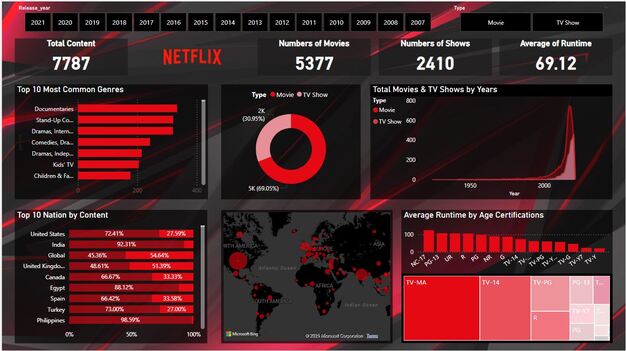 Release_year
Type
2021 2020 2018 2017 2016 2015 2014 2013 2012 2011 2010 2009 2008 2007
Movie TV Show
Total Content
7787
NETFLIX
Numbers of Movies
5377
Numbers of Shows
2410
Average of Runtime
69.12
Top 10 Most Common Genres
Documentaries
Stand-Up Co...
Dramas, Intern...
Comedies, Dra...
Dramas, Indep...
Kids' TV
Children & Fa...
0 200 400
Type Movie TV Show
2K
(30.95%)
5K (69.05%)
Total Movies & TV Shows by Years
Type
Movie
TV Show
800
600
400
200
0
1950 2000
Year
Top 10 Nation by Content
United States 72.41% 27.59%
India 92.31%
Global 45.36% 54.64%
United Kingdo... 48.61% 51.39%
Canada 66.67% 33.33%
Egypt 88.12%
Spain 66.42% 33.58%
Turkey 73.00% 27.00%
Philippines 98.59%
0% 50% 100%
RTH AMERICA
EUROPE
ASIA
Atlantic Ocean
AFRICA
SOUTH AMERICA
Indian Ocean
Microsoft Bing
© 2025 Microsoft Corporation Terms
Average Runtime by Age Certifications
100
0
NC-17 PG-13 UR R PG NR G TV-14 TV-... TV-PG TV-Y... TV-G TV-Y7 TV-Y
TV-MA
TV-14
TV-PG
R
PG-13
T...
TV-Y7
PG